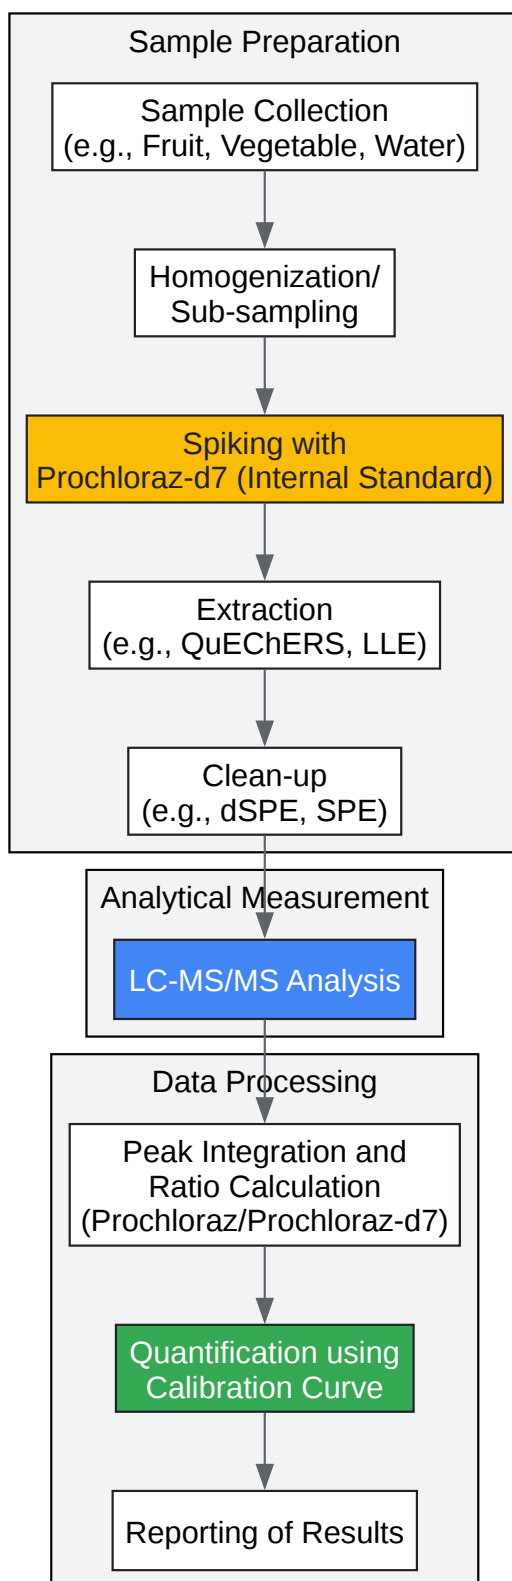 Sample Preparation
Sample Collection
(e.g., Fruit, Vegetable, Water)
Homogenization/
Sub-sampling
Spiking with
Prochloraz-d7 (Internal Standard)
Extraction
(e.g., QuEChERS, LLE)
Clean-up
(e.g., dSPE, SPE)
Analytical Measurement
LC-MS/MS Analysis
Data Processing
Peak Integration and
Ratio Calculation
(Prochloraz/Prochloraz-d7)
Quantification using
Calibration Curve
Reporting of Results